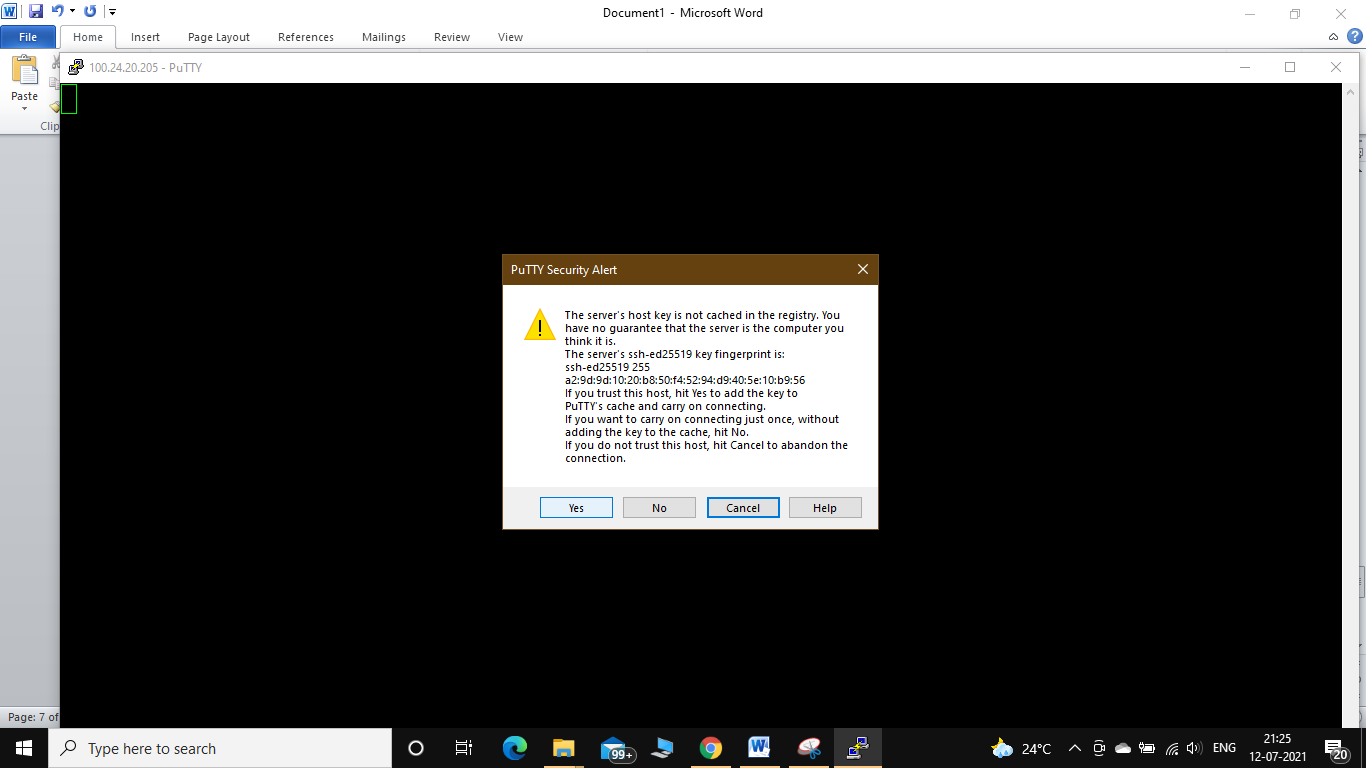 Document1 - Microsoft Word
File Home Insert Page Layout References Mailings Review View
100.24.20.205 - PuTTY
Paste
Clip
PuTTY Security Alert
The server's host key is not cached in the registry. You
have no guarantee that the server is the computer you
think it is.
The server's ssh-ed25519 key fingerprint is:
ssh-ed25519 255
a2:9d:9d:10:20:b8:50:f4:52:94:d9:40:5e:10:b9:56
If you trust this host, hit Yes to add the key to
PuTTY's cache and carry on connecting.
If you want to carry on connecting just once, without
adding the key to the cache, hit No.
If you do not trust this host, hit Cancel to abandon the
connection.
Yes No Cancel Help
Page: 7 of
Type here to search
99+
24°C
ENG
21:25
12-07-2021
20